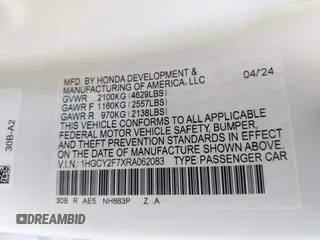 MFD. BY HONDA DEVELOPMENT &
MANUFACTURING OF AMERICA, LLC
04/24
GVWR 2100KG (4629LBS)
GAWR F 1160KG (2557LBS)
GAWR R 970KG (2138LBS)
THIS VEHICLE CONFORMS TO ALL APPLICABLE
FEDERAL MOTOR VEHICLE SAFETY, BUMPER,
AND THEFT PREVENTION STANDARDS IN EFFECT
ON THE DATE OF MANUFACTURE SHOWN ABOVE.
V.I.N.: 1HGCY2F7XRA062083 TYPE: PASSENGER CAR
30B R AE5 NH883P Z A
30B-A2
DREAMBID